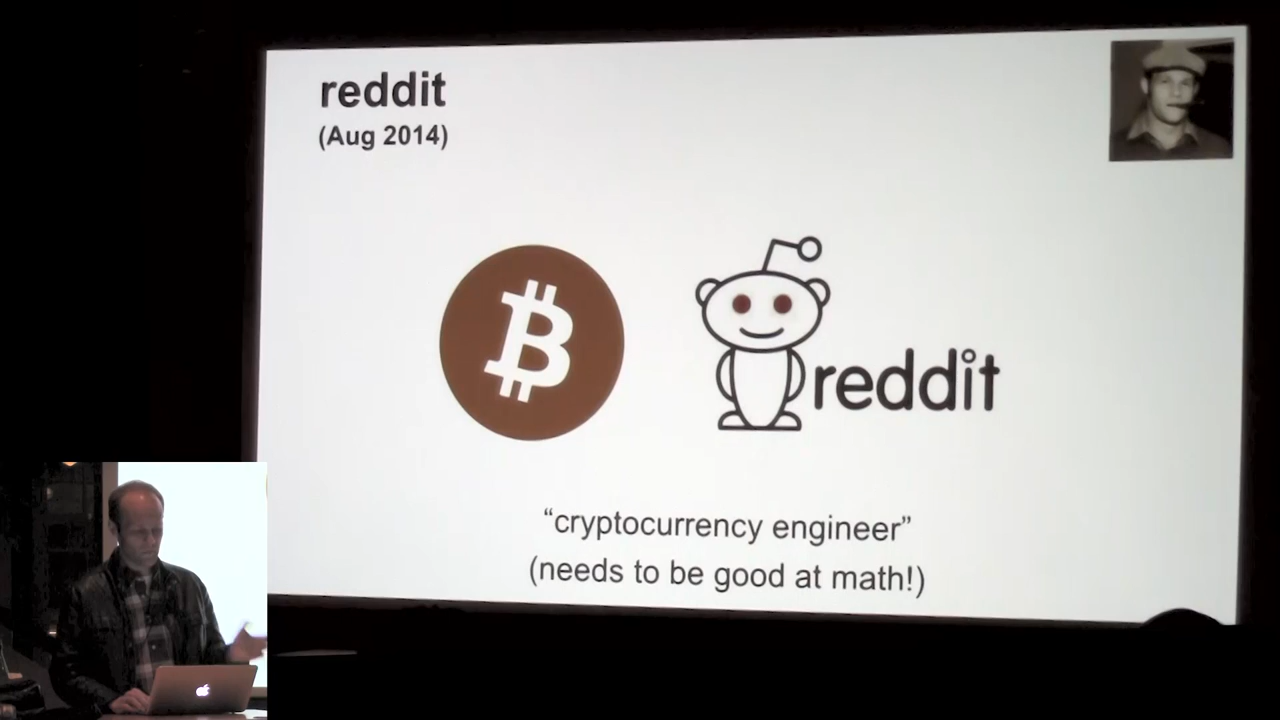 reddit
(Aug 2014)
reddit
“cryptocurrency engineer”
(needs to be good at math!)